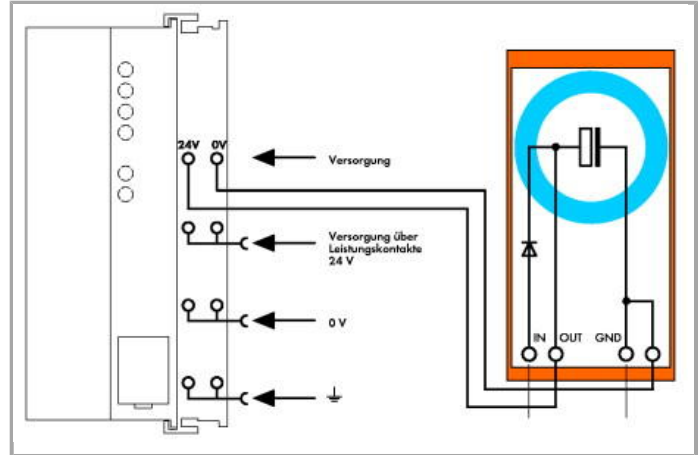 24V 0V
Versorgung
Versorgung über
Leistungskontakte
24 V
0 V
IN OUT GND